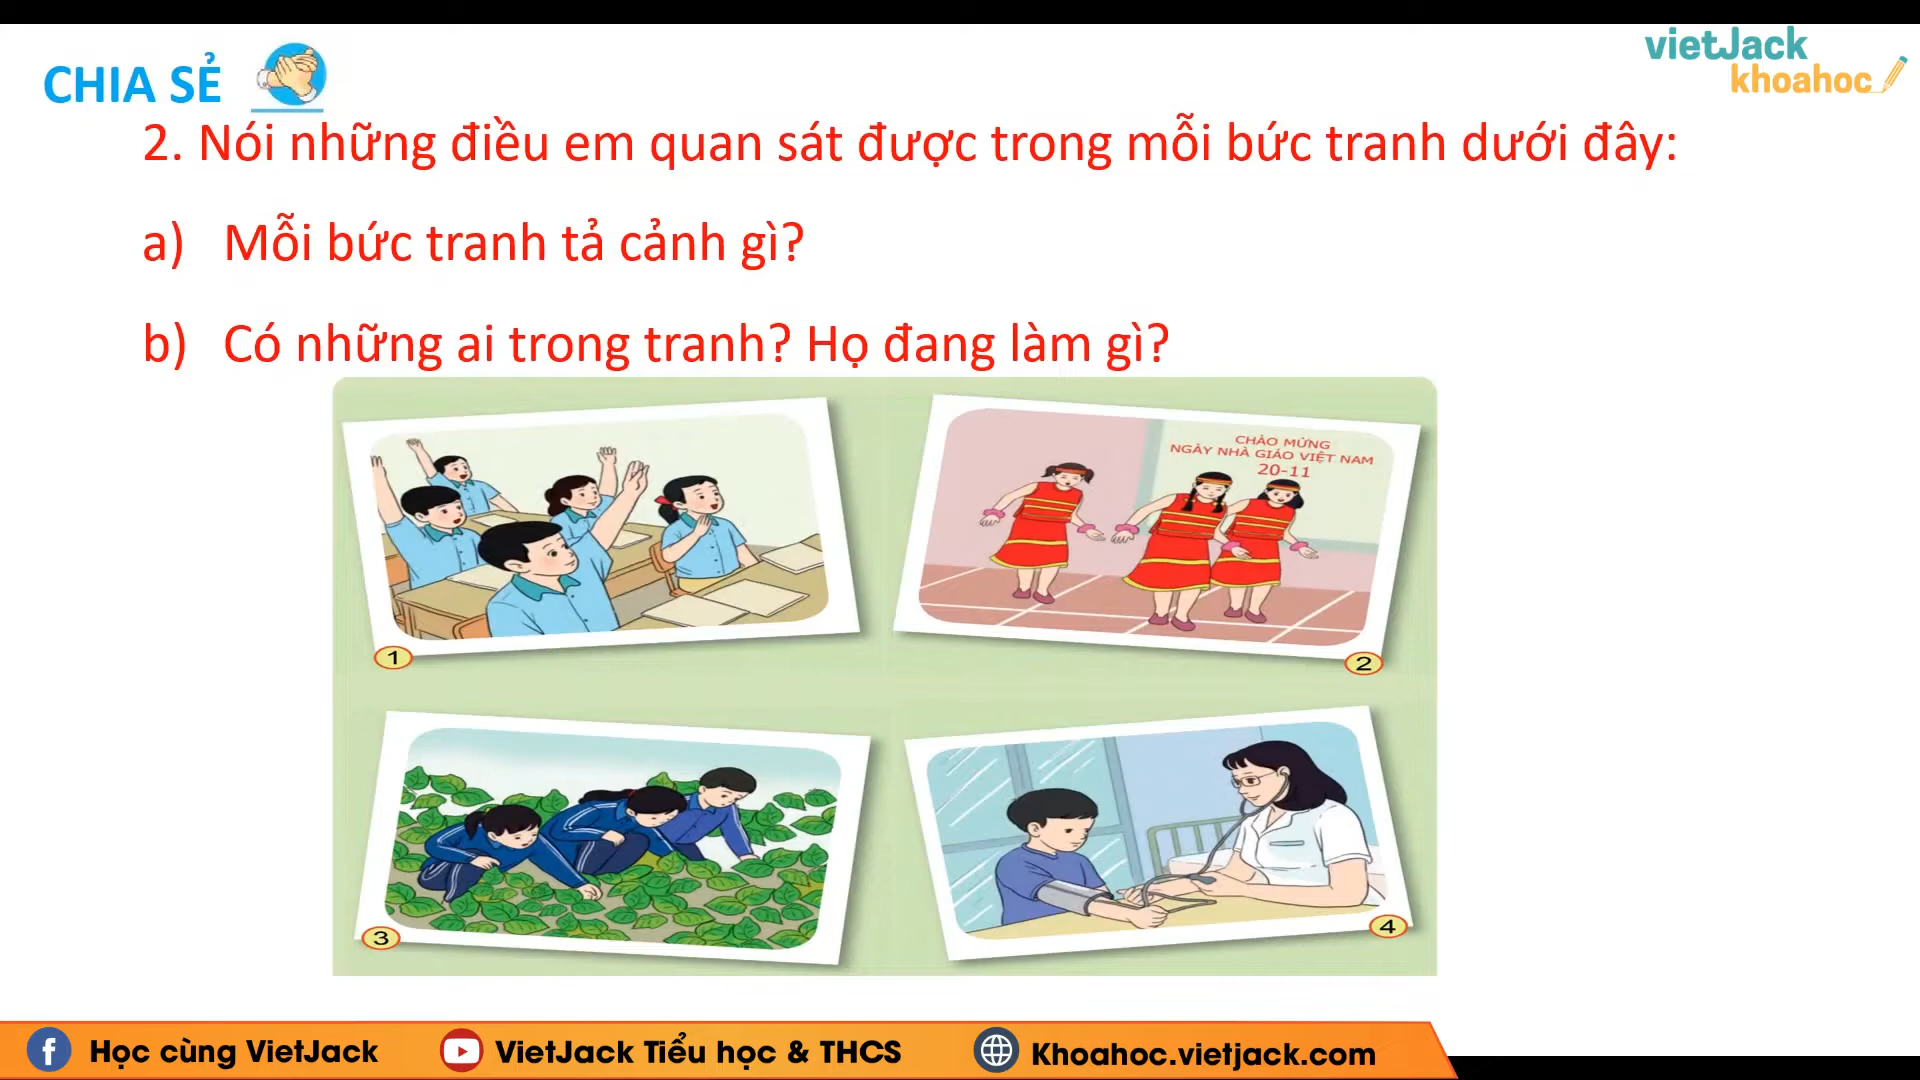 CHIA SẺ
vietJack
khoahoc
2. Nói những điều em quan sát được trong mỗi bức tranh dưới đây:
a) Mỗi bức tranh tả cảnh gì?
b) Có những ai trong tranh? Họ đang làm gì?
CHÀO MỪNG
NGÀY NHÀ GIÁO VIỆT NAM
20-11
1
2
3
4
f Học cùng VietJack
VietJack Tiểu học & THCS
Khoahoc.vietjack.com